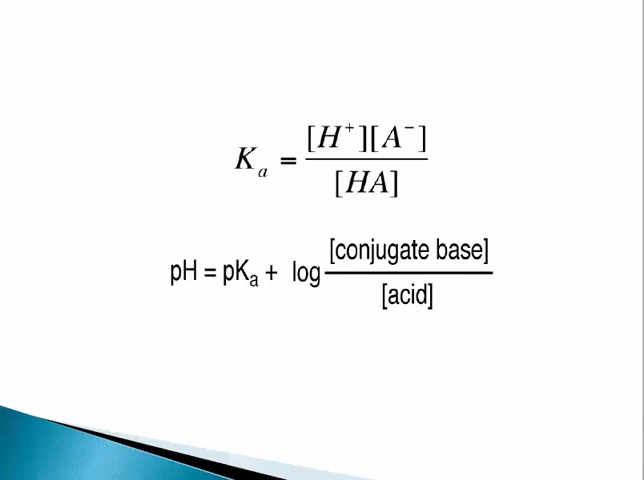 Kₐ = [H⁺][A⁻] / [HA]
pH = pKₐ + log [conjugate base] / [acid]